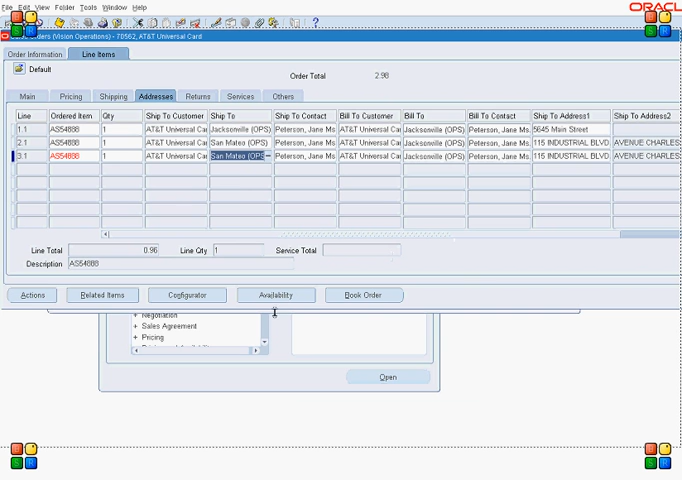 File Edit View Folder Tools Window Help
ORACL
Orders (Vision Operations) - 70562, AT&T Universal Card
Order Information Line Items
Default
Order Total 2.98
Main Pricing Shipping Addresses Returns Services Others
Line Ordered Item Qty Ship To Customer Ship To Ship To Contact Bill To Customer Bill To Bill To Contact Ship To Address1 Ship To Address2
1.1 AS54888 1 AT&T Universal Car Jacksonville (OPS) Peterson, Jane Ms. AT&T Universal Car Jacksonville (OPS) Peterson, Jane Ms. 5645 Main Street
2.1 AS54888 1 AT&T Universal Car San Mateo (OPS) Peterson, Jane Ms. AT&T Universal Car Jacksonville (OPS) Peterson, Jane Ms. 115 INDUSTRIAL BLVD AVENUE CHARLES
3.1 AS54888 1 AT&T Universal Car San Mateo (OPS Peterson, Jane Ms. AT&T Universal Car Jacksonville (OPS) Peterson, Jane Ms. 115 INDUSTRIAL BLVD AVENUE CHARLES
Line Total 0.96 Line Qty 1 Service Total
Description AS54888
Actions Related Items Configurator Availability Book Order
+ Negotiation
+ Sales Agreement
+ Pricing
Open